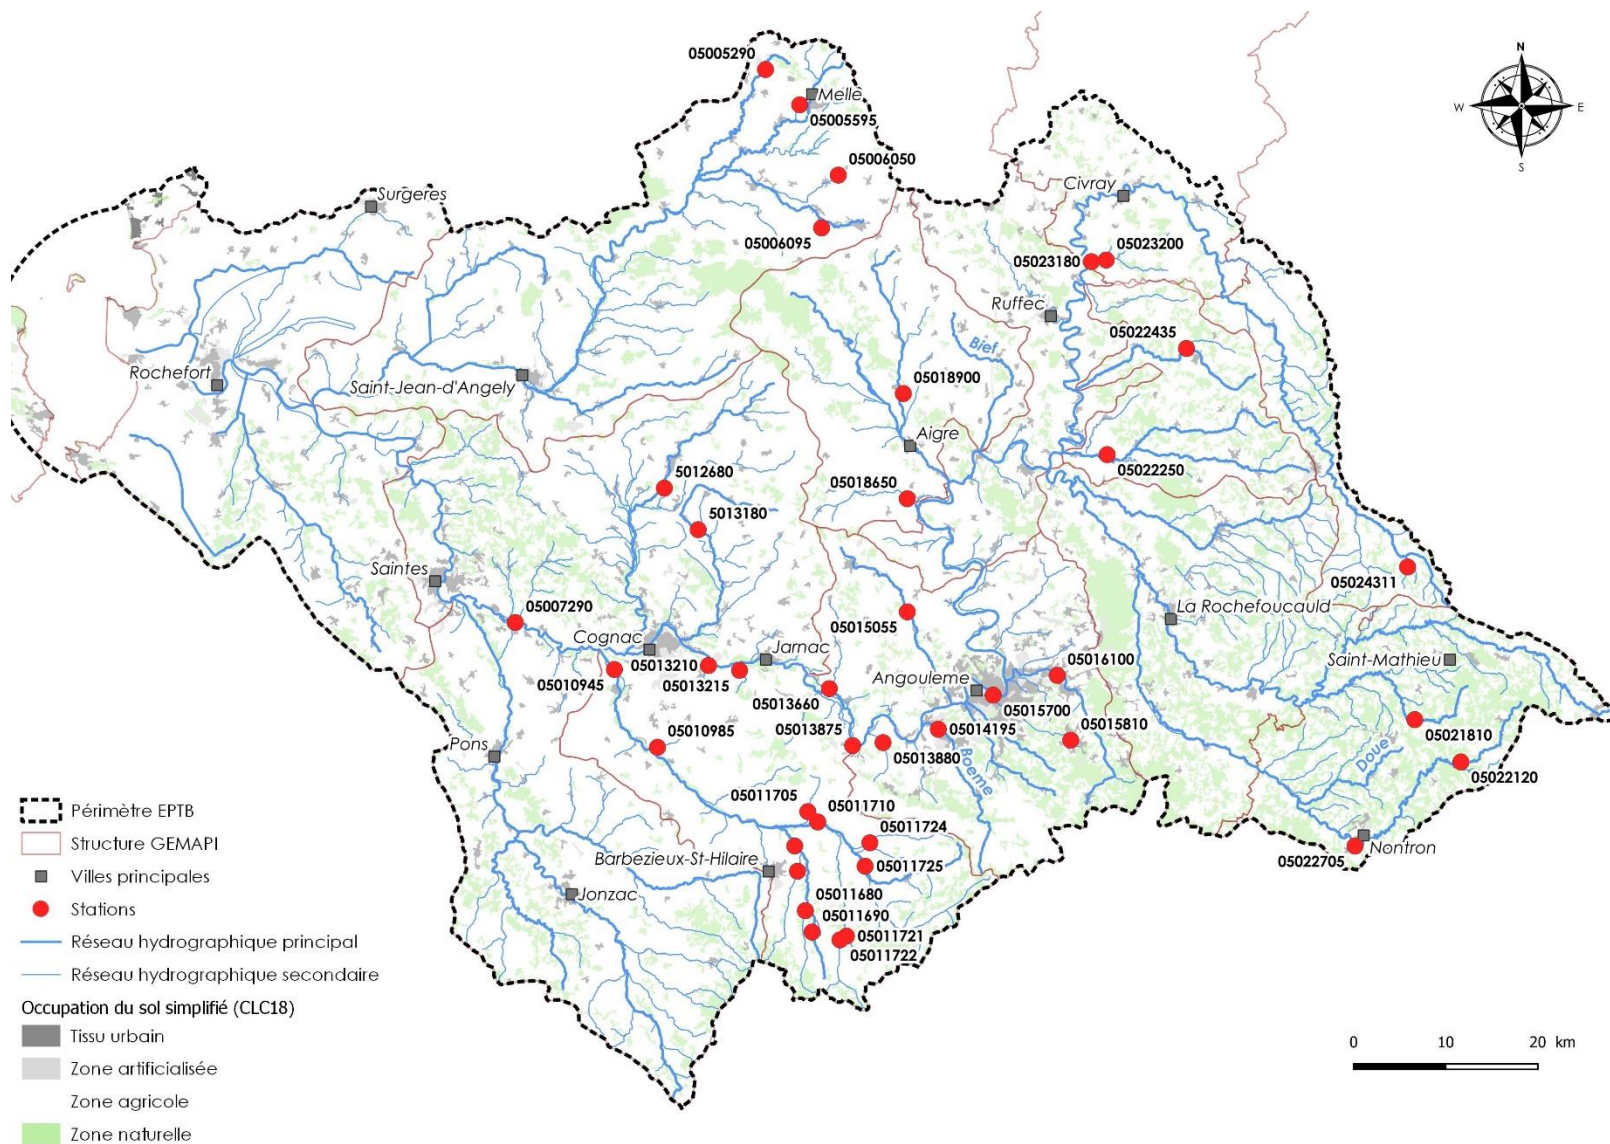 05005290
Melle
05005595
N
W
E
S
05006050
Civray
Surgeres
05006095
05023200
05023180
Ruffec
Bief
05022435
Rochefort
Saint-Jean-d'Angely
05018900
Aigre
05022250
5012680
05018650
5013180
Saintes
05024311
05007290
La Rochefoucauld
05015055
Cognac
Jarnac
05016100
Saint-Mathieu
05013210
05010945
05013215
Angouleme
05015700
05013660
05014195
05015810
05021810
Pons
05010985
05013875
05013880
Boeme
Doue
05022120
05011705
05011710
05011724
Périmètre EPTB
Structure GEMAPI
Barbezieux-St-Hilaire
05011725
05022705
Nontron
Villes principales
Jonzac
05011680
Stations
05011690
05011721
05011722
Réseau hydrographique principal
Réseau hydrographique secondaire
Occupation du sol simplifié (CLC18)
Tissu urbain
Zone artificialisée
Zone agricole
Zone naturelle
0 10 20 km